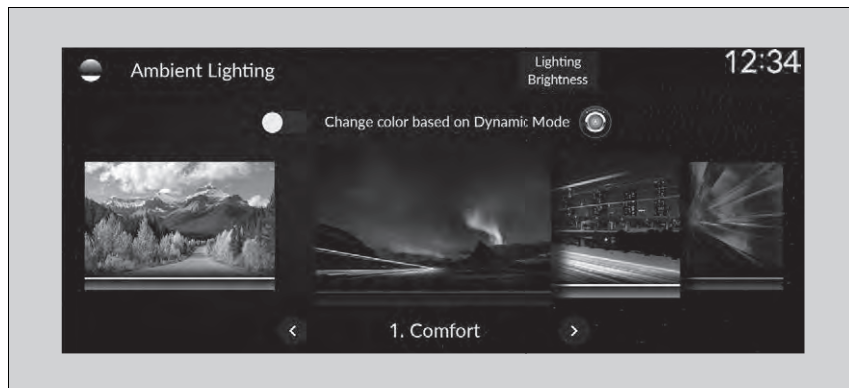 Ambient Lighting
Lighting
Brightness
12:34
Change color based on Dynamic Mode
1. Comfort